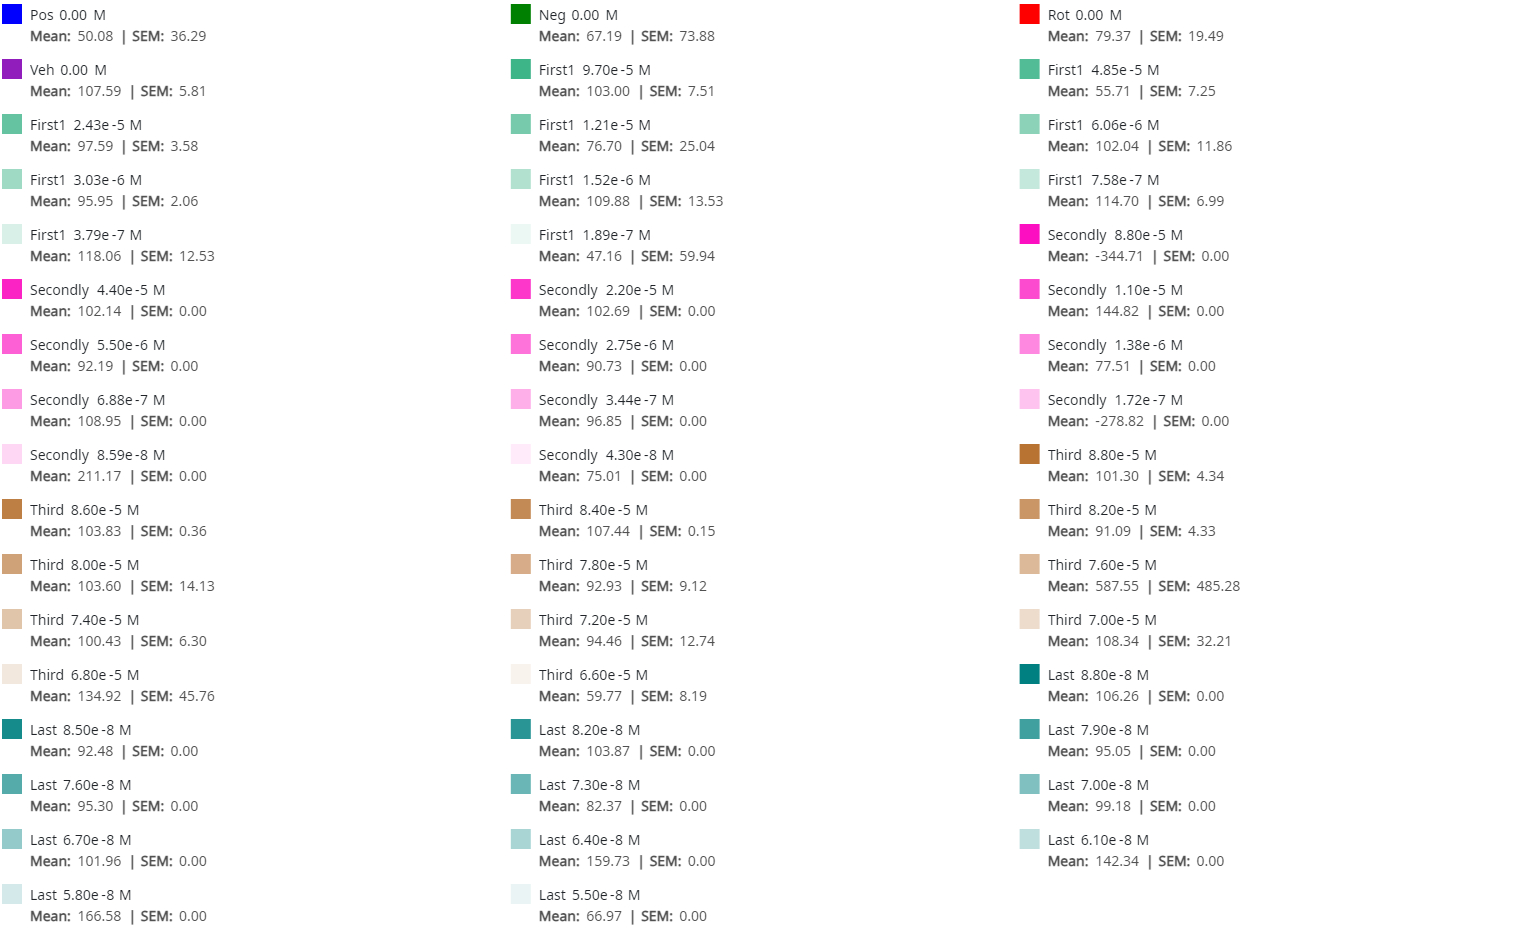 Pos 0.00 M
Mean: 50.08 | SEM: 36.29
Neg 0.00 M
Mean: 67.19 | SEM: 73.88
Rot 0.00 M
Mean: 79.37 | SEM: 19.49
Veh 0.00 M
Mean: 107.59 | SEM: 5.81
First1 9.70e-5 M
Mean: 103.00 | SEM: 7.51
First1 4.85e-5 M
Mean: 55.71 | SEM: 7.25
First1 2.43e-5 M
Mean: 97.59 | SEM: 3.58
First1 1.21e-5 M
Mean: 76.70 | SEM: 25.04
First1 6.06e-6 M
Mean: 102.04 | SEM: 11.86
First1 3.03e-6 M
Mean: 95.95 | SEM: 2.06
First1 1.52e-6 M
Mean: 109.88 | SEM: 13.53
First1 7.58e-7 M
Mean: 114.70 | SEM: 6.99
First1 3.79e-7 M
Mean: 118.06 | SEM: 12.53
First1 1.89e-7 M
Mean: 47.16 | SEM: 59.94
Secondly 8.80e-5 M
Mean: -344.71 | SEM: 0.00
Secondly 4.40e-5 M
Mean: 102.14 | SEM: 0.00
Secondly 2.20e-5 M
Mean: 102.69 | SEM: 0.00
Secondly 1.10e-5 M
Mean: 144.82 | SEM: 0.00
Secondly 5.50e-6 M
Mean: 92.19 | SEM: 0.00
Secondly 2.75e-6 M
Mean: 90.73 | SEM: 0.00
Secondly 1.38e-6 M
Mean: 77.51 | SEM: 0.00
Secondly 6.88e-7 M
Mean: 108.95 | SEM: 0.00
Secondly 3.44e-7 M
Mean: 96.85 | SEM: 0.00
Secondly 1.72e-7 M
Mean: -278.82 | SEM: 0.00
Secondly 8.59e-8 M
Mean: 211.17 | SEM: 0.00
Secondly 4.30e-8 M
Mean: 75.01 | SEM: 0.00
Third 8.80e-5 M
Mean: 101.30 | SEM: 4.34
Third 8.60e-5 M
Mean: 103.83 | SEM: 0.36
Third 8.40e-5 M
Mean: 107.44 | SEM: 0.15
Third 8.20e-5 M
Mean: 91.09 | SEM: 4.33
Third 8.00e-5 M
Mean: 103.60 | SEM: 14.13
Third 7.80e-5 M
Mean: 92.93 | SEM: 9.12
Third 7.60e-5 M
Mean: 587.55 | SEM: 485.28
Third 7.40e-5 M
Mean: 100.43 | SEM: 6.30
Third 7.20e-5 M
Mean: 94.46 | SEM: 12.74
Third 7.00e-5 M
Mean: 108.34 | SEM: 32.21
Third 6.80e-5 M
Mean: 134.92 | SEM: 45.76
Third 6.60e-5 M
Mean: 59.77 | SEM: 8.19
Last 8.80e-8 M
Mean: 106.26 | SEM: 0.00
Last 8.50e-8 M
Mean: 92.48 | SEM: 0.00
Last 8.20e-8 M
Mean: 103.87 | SEM: 0.00
Last 7.90e-8 M
Mean: 95.05 | SEM: 0.00
Last 7.60e-8 M
Mean: 95.30 | SEM: 0.00
Last 7.30e-8 M
Mean: 82.37 | SEM: 0.00
Last 7.00e-8 M
Mean: 99.18 | SEM: 0.00
Last 6.70e-8 M
Mean: 101.96 | SEM: 0.00
Last 6.40e-8 M
Mean: 159.73 | SEM: 0.00
Last 6.10e-8 M
Mean: 142.34 | SEM: 0.00
Last 5.80e-8 M
Mean: 166.58 | SEM: 0.00
Last 5.50e-8 M
Mean: 66.97 | SEM: 0.00